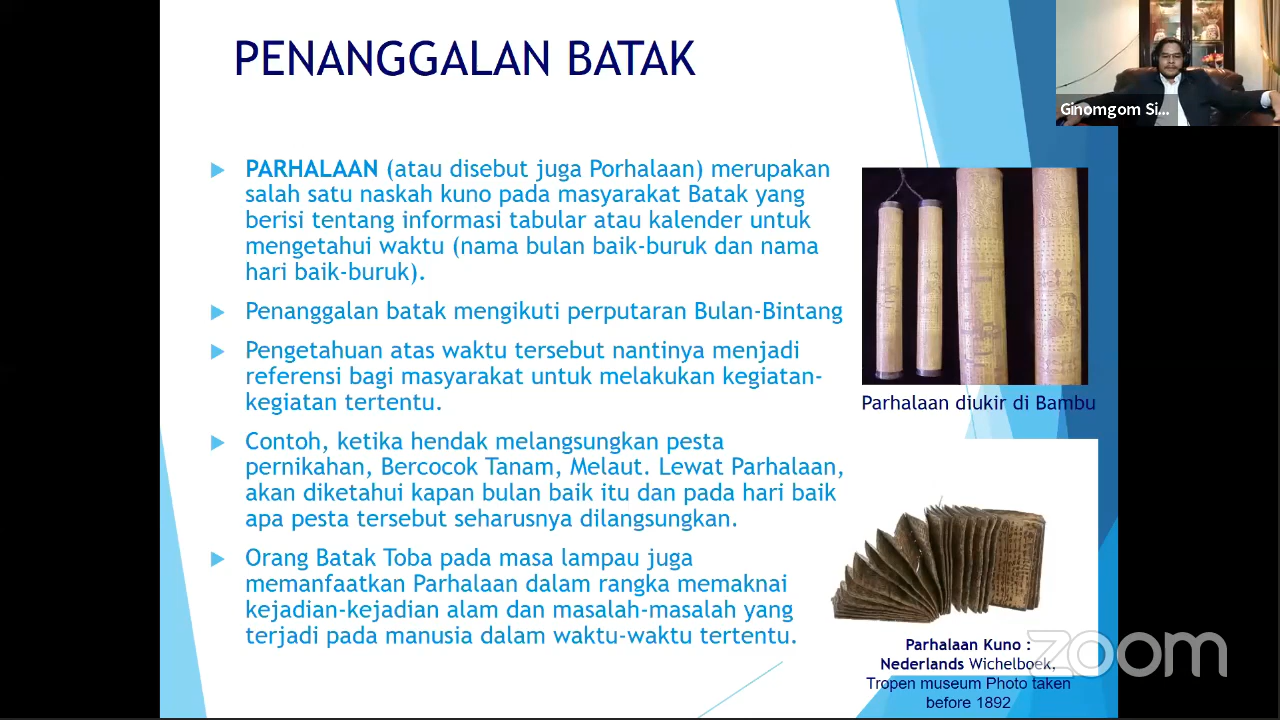 PENANGGALAN BATAK
Ginomgom Si...
PARHALAAN (atau disebut juga Porhalaan) merupakan
salah satu naskah kuno pada masyarakat Batak yang
berisi tentang informasi tabular atau kalender untuk
mengetahui waktu (nama bulan baik-buruk dan nama
hari baik-buruk).
Penanggalan batak mengikuti perputaran Bulan-Bintang
Pengetahuan atas waktu tersebut nantinya menjadi
referensi bagi masyarakat untuk melakukan kegiatan-
kegiatan tertentu.
Contoh, ketika hendak melangsungkan pesta
pernikahan, Bercocok Tanam, Melaut. Lewat Parhalaan,
akan diketahui kapan bulan baik itu dan pada hari baik
apa pesta tersebut seharusnya dilangsungkan.
Orang Batak Toba pada masa lampau juga
memanfaatkan Parhalaan dalam rangka memaknai
kejadian-kejadian alam dan masalah-masalah yang
terjadi pada manusia dalam waktu-waktu tertentu.
Parhalaan diukir di Bambu
Parhalaan Kuno :
Nederlands Wichelboek,
Tropen museum Photo taken
before 1892
zoom